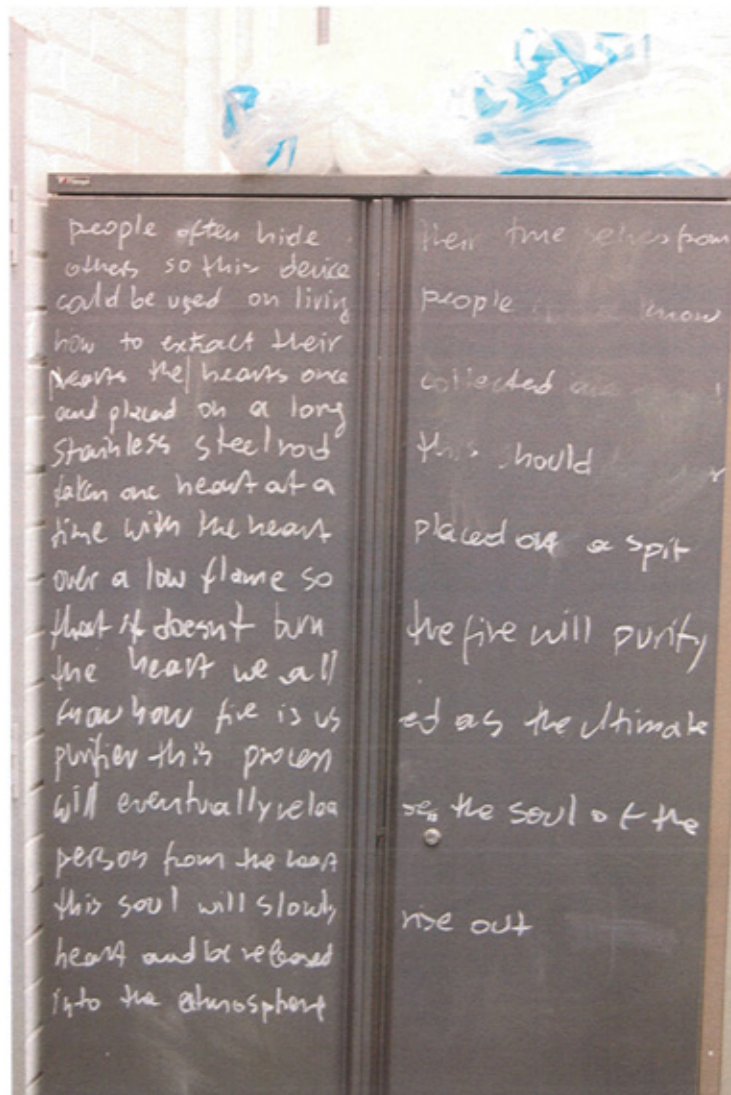 people often hide their true selves from
others so this device
could be used on living people know
how to extract their
hearts the hearts once collected are
and placed on a long
stainless steel rod this should
taken one heart at a
time with the heart placed on a spit
over a low flame so
that it doesn't burn the fire will purify
the heart we all
know how fire is us ed as the ultimate
purifier this process
will eventually relea se the soul of the
person from the heart
this soul will slowly rise out
heart and be released
into the atmosphere